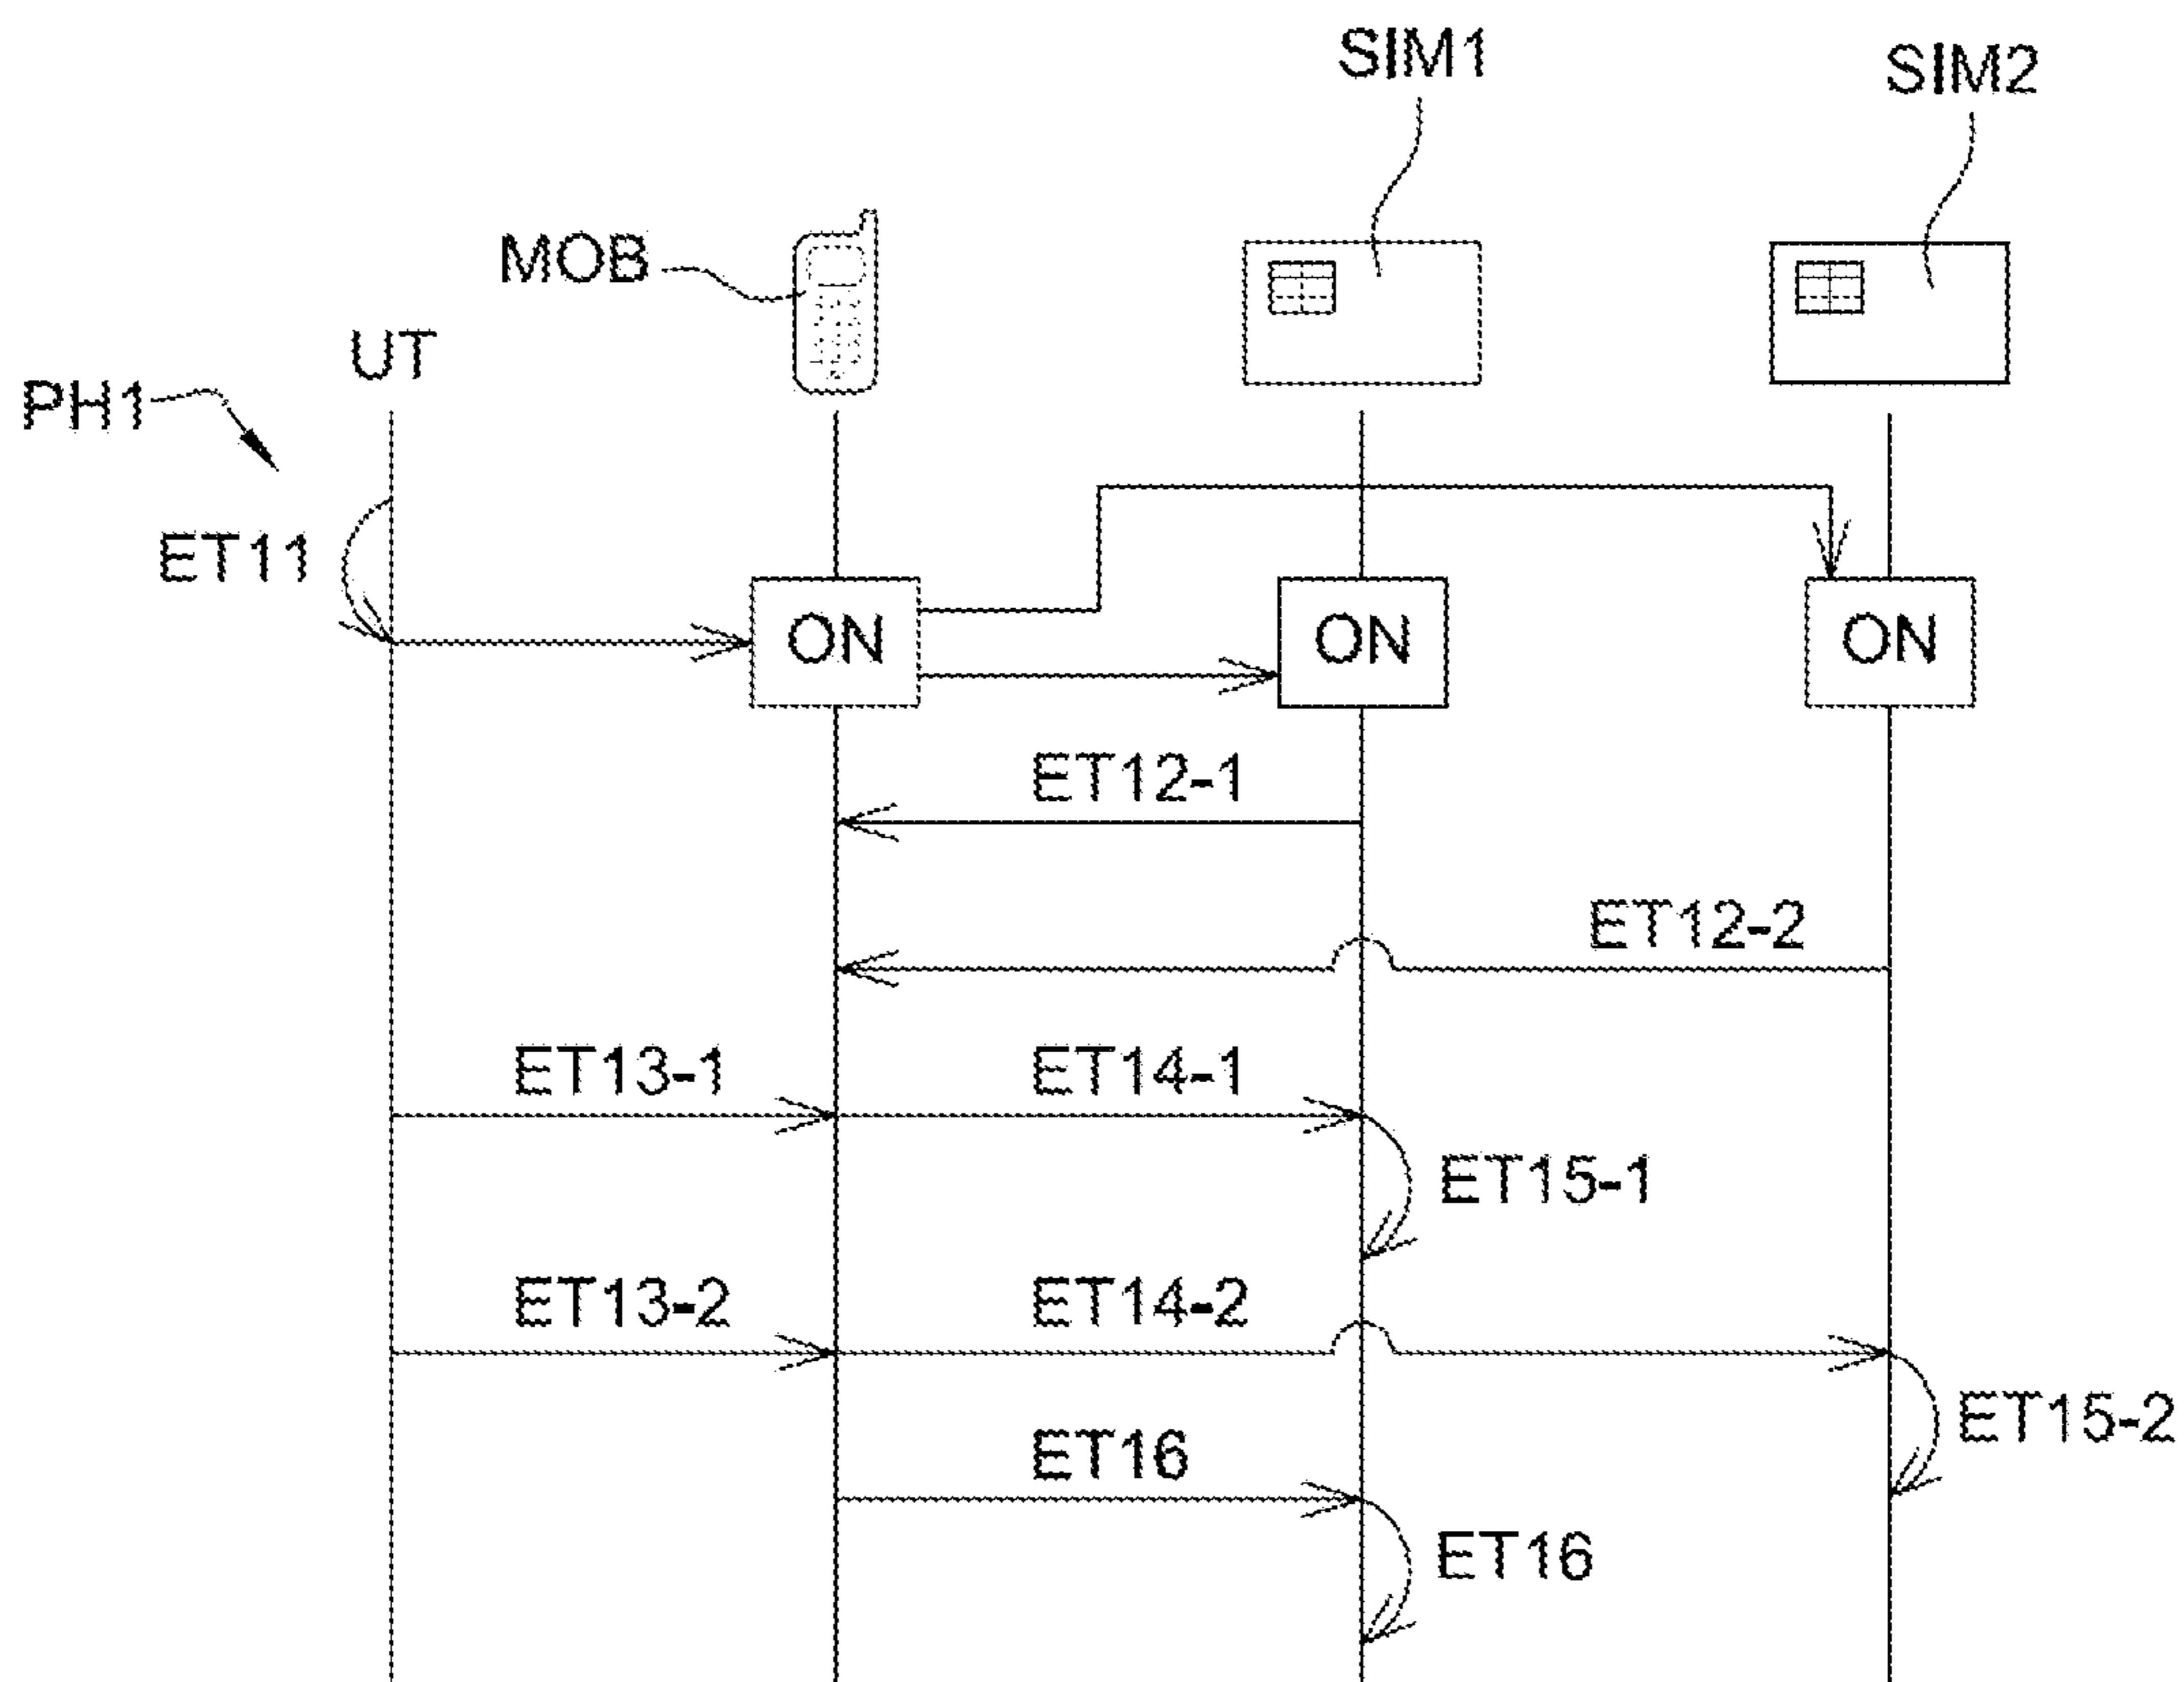 SIM1
SIM2
MOB
UT
PH1
ET11
ON
ON
ON
ET12-1
ET12-2
ET13-1
ET14-1
ET15-1
ET13-2
ET14-2
ET15-2
ET16
ET16